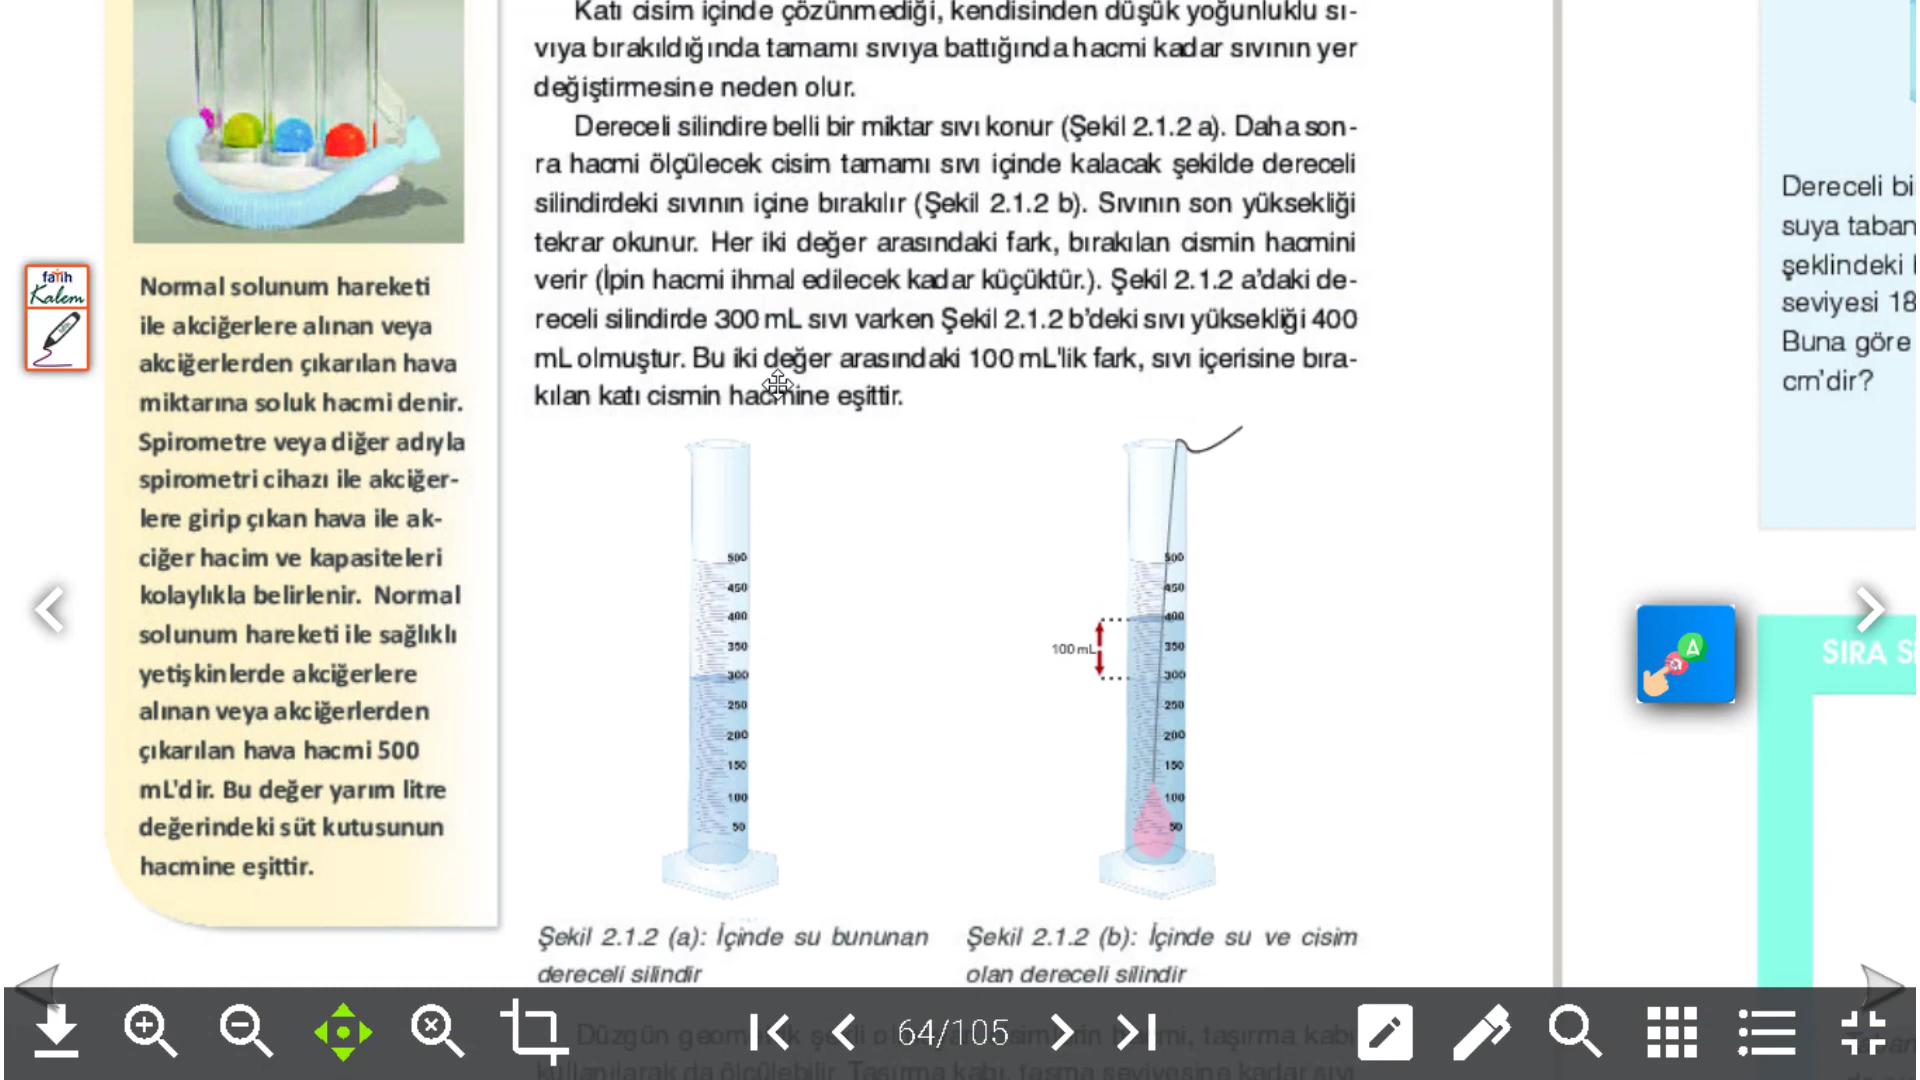 Normal solunum hareketi
ile akciğerlere alınan veya
akciğerlerden çıkarılan hava
miktarına soluk hacmi denir.
Spirometre veya diğer adıyla
spirometri cihazı ile akciğer-
lere girip çıkan hava ile ak-
ciğer hacim ve kapasiteleri
kolaylıkla belirlenir. Normal
solunum hareketi ile sağlıklı
yetişkinlerde akciğerlere
alınan veya akciğerlerden
çıkarılan hava hacmi 500
mL'dir. Bu değer yarım litre
değerindeki süt kutusunun
hacmine eşittir.
fatih
Kalem
Katı cisim içinde çözünmediği, kendisinden düşük yoğunluklu sı-
vıya bırakıldığında tamamı sıvıya battığında hacmi kadar sıvının yer
değiştirmesine neden olur.
Dereceli silindire belli bir miktar sıvı konur (Şekil 2.1.2 a). Daha son-
ra hacmi ölçülecek cisim tamamı sıvı içinde kalacak şekilde dereceli
silindirdeki sıvının içine bırakılır (Şekil 2.1.2 b). Sıvının son yüksekliği
tekrar okunur. Her iki değer arasındaki fark, bırakılan cismin hacmini
verir (İpin hacmi ihmal edilecek kadar küçüktür.). Şekil 2.1.2 a'daki de-
receli silindirde 300 mL sıvı varken Şekil 2.1.2 b'deki sıvı yüksekliği 400
mL olmuştur. Bu iki değer arasındaki 100 mL'lik fark, sıvı içerisine bıra-
kılan katı cismin hacmine eşittir.
500
450
400
350
300
250
200
150
100
50
100 mL
500
450
400
350
300
250
200
150
100
50
Şekil 2.1.2 (a): İçinde su bununan
dereceli silindir
Şekil 2.1.2 (b): İçinde su ve cisim
olan dereceli silindir
Dereceli bi
suya taban
şeklindeki
seviyesi 18
Buna göre
cm'dir?
A
a
SIRA Sİ
64/105